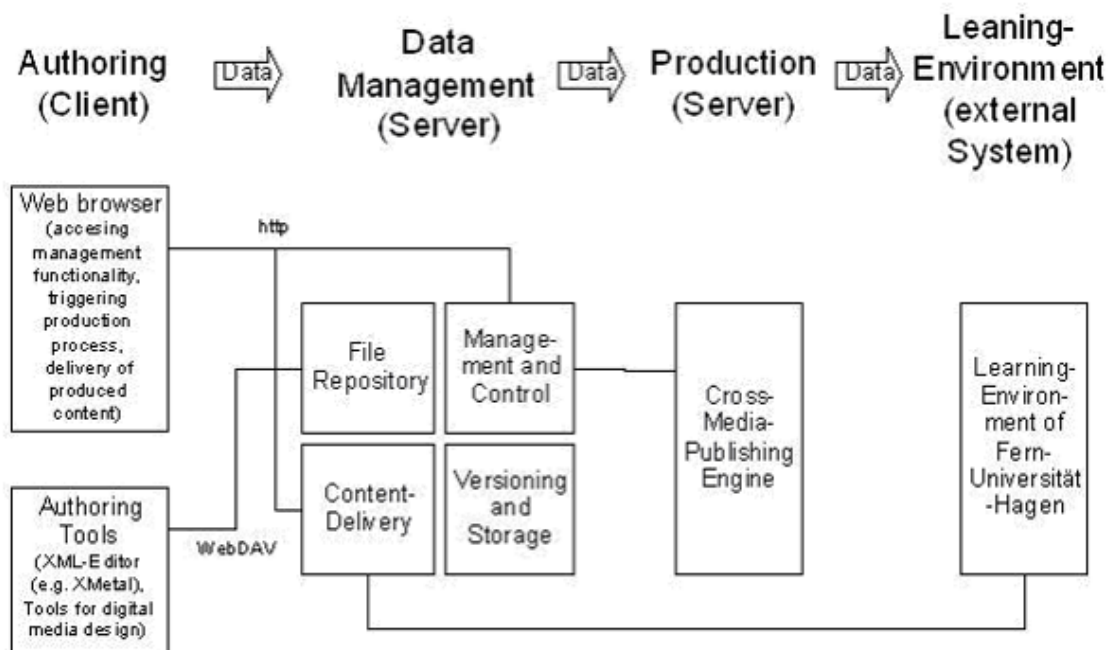 Authoring
(Client)
Data
Data
Management
(Server)
Data
Production
(Server)
Data
Leaning-
Environment
(external
System)
Web browser
(accesing
management
functionality,
triggering
production
process,
delivery of
produced
content)
http
File
Repository
Manage-
ment and
Control
Content-
Delivery
Versioning
and
Storage
Cross-
Media-
Publishing
Engine
Learning-
Environ-
ment of
Fern-
Universität
-Hagen
Authoring
Tools
(XML-Editor
(e.g. XMetal),
Tools for digital
media design)
WebDAV